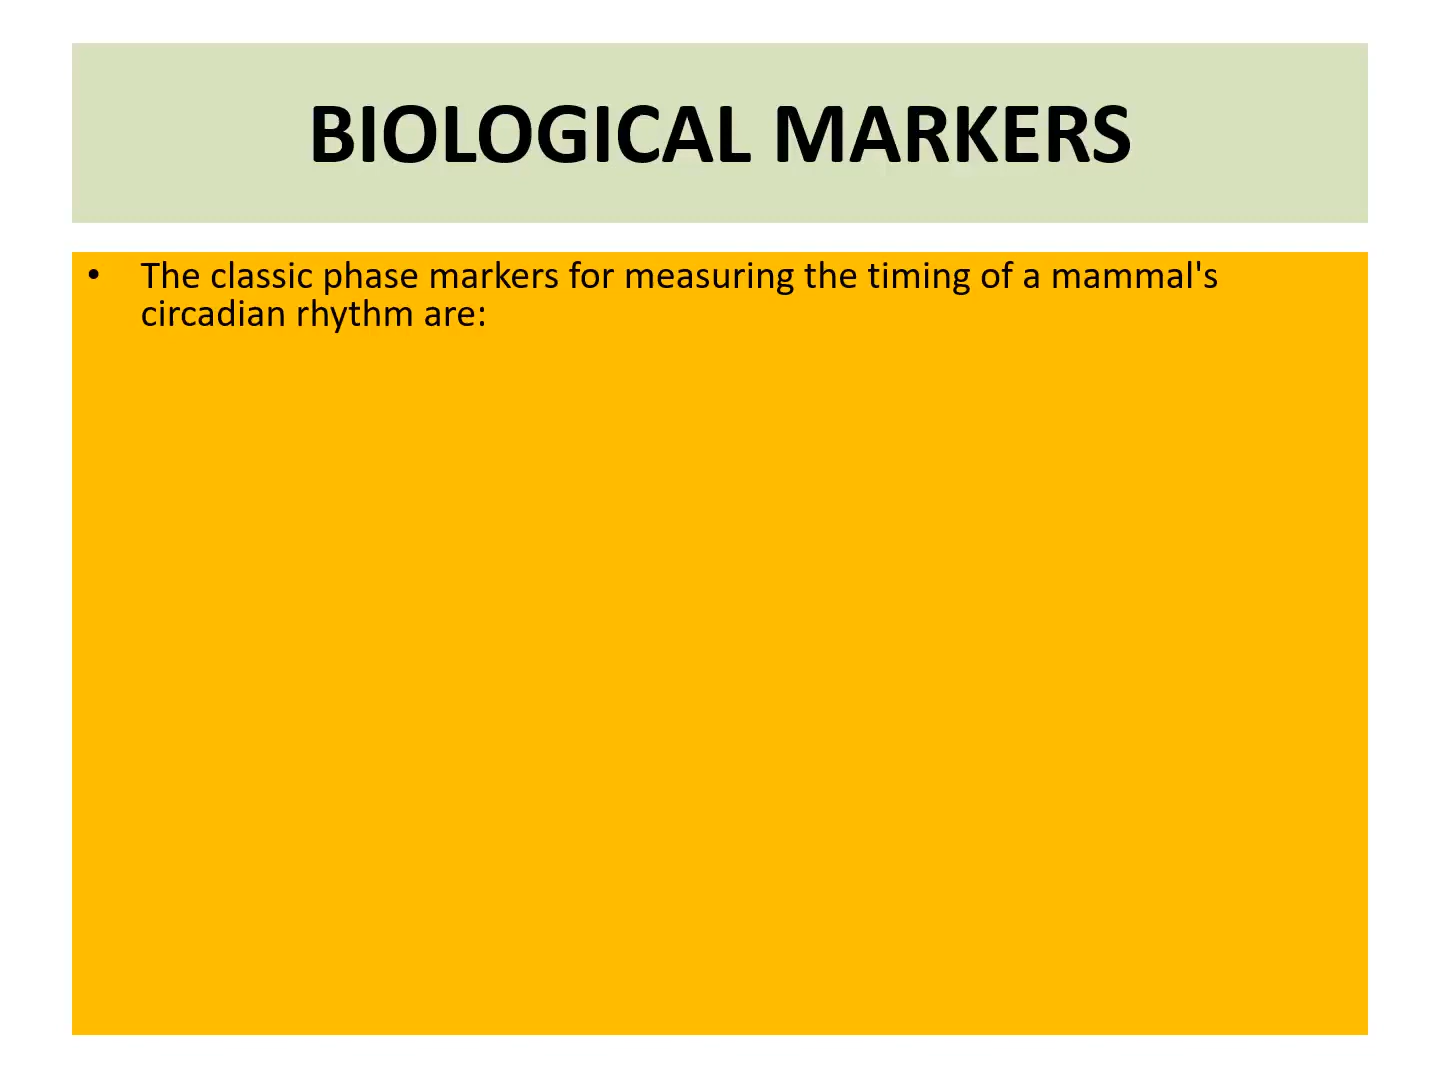 BIOLOGICAL MARKERS
• The classic phase markers for measuring the timing of a mammal's
circadian rhythm are: